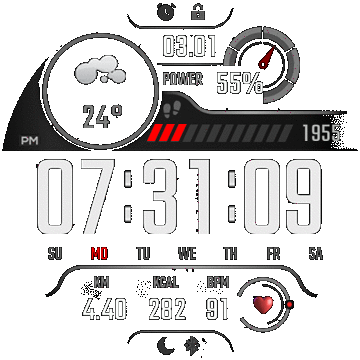 03.01
POWER 55%
24°
PM
1955
07:31:09
SU MO TU WE TH FR SA
KM KCAL BPM
4.40 282 91